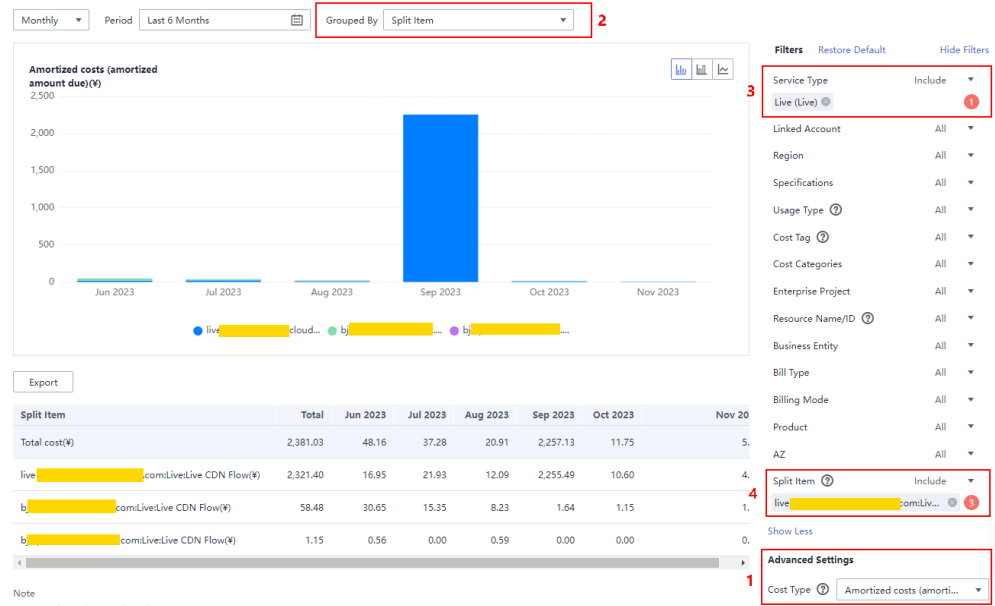 Monthly Period Last 6 Months Grouped By Split Item 2
Filters Restore Default Hide Filters
Amortized costs (amortized
amount due)(¥)
2,500
2,000
1,500
1,000
500
0
Jun 2023 Jul 2023 Aug 2023 Sep 2023 Oct 2023 Nov 2023
live cloud... bj .... bj ....
3
Service Type Include
Live (Live) 1
Linked Account All
Region All
Specifications All
Usage Type ? All
Cost Tag ? All
Cost Categories All
Enterprise Project All
Resource Name/ID ? All
Business Entity All
Bill Type All
Billing Mode All
Product All
AZ All
4
Split Item ? Include
live com:Liv... 3
Show Less
Advanced Settings
1
Cost Type ? Amortized costs (amorti...
Export
Split Item Total Jun 2023 Jul 2023 Aug 2023 Sep 2023 Oct 2023 Nov 20
Total cost(¥) 2,381.03 48.16 37.28 20.91 2,257.13 11.75 5.
live .com:Live:Live CDN Flow(¥) 2,321.40 16.95 21.93 12.09 2,255.49 10.60 4.
com:Live:Live CDN Flow(¥) 58.48 30.65 15.35 8.23 1.64 1.15 1.
com:Live:Live CDN Flow(¥) 1.15 0.56 0.00 0.59 0.00 0.00 0.
Note